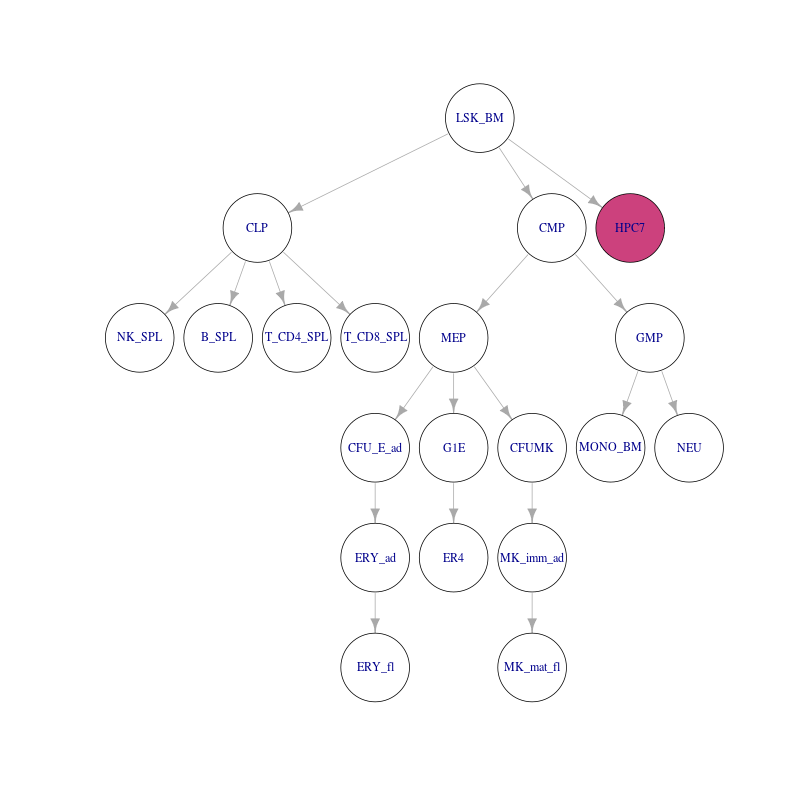 LSK_BM
CLP
CMP
HPC7
NK_SPL
B_SPL
T_CD4_SPL
T_CD8_SPL
MEP
GMP
CFU_E_ad
G1E
CFUMK
MONO_BM
NEU
ERY_ad
ER4
MK_imm_ad
ERY_fl
MK_mat_fl